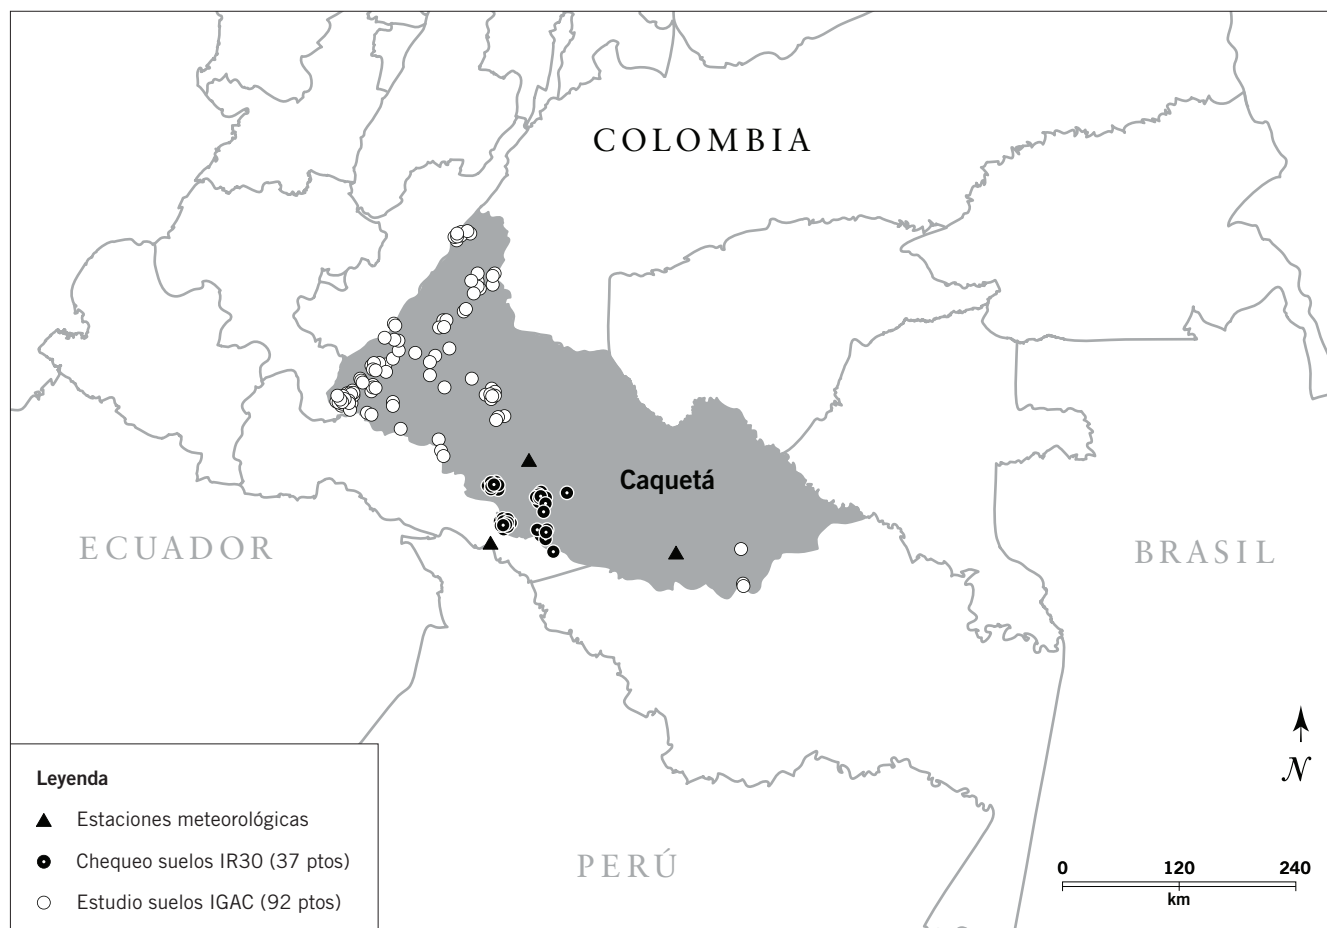 COLOMBIA
Caquetá
ECUADOR
BRASIL
PERÚ
N
0 120 240
km
Leyenda
Estaciones meteorológicas
Chequeo suelos IR30 (37 ptos)
Estudio suelos IGAC (92 ptos)